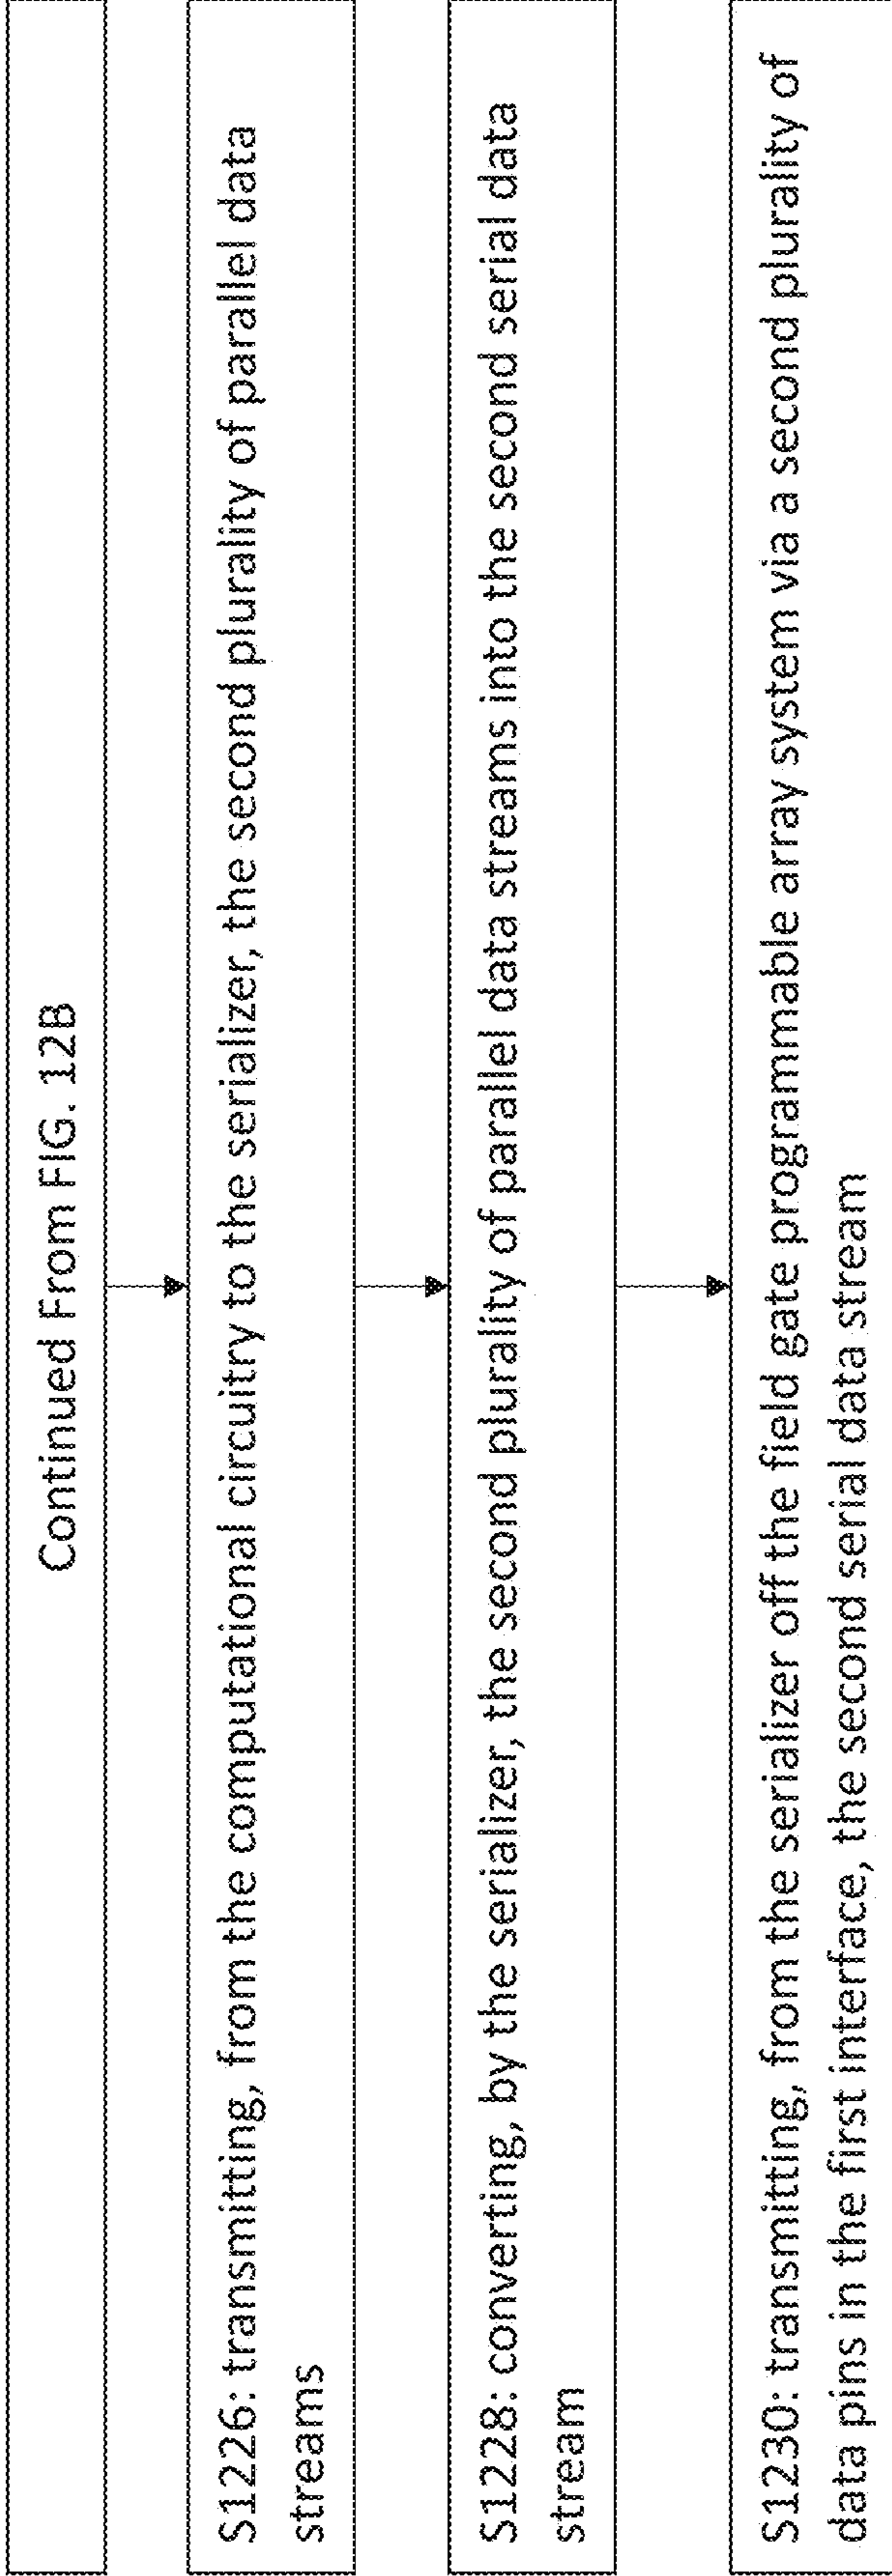 Continued From FIG. 12B
S1226: transmitting, from the computational circuitry to the serializer, the second plurality of parallel data
streams
S1228: converting, by the serializer, the second plurality of parallel data streams into the second serial data
stream
S1230: transmitting, from the serializer off the field gate programmable array system via a second plurality of
data pins in the first interface, the second serial data stream